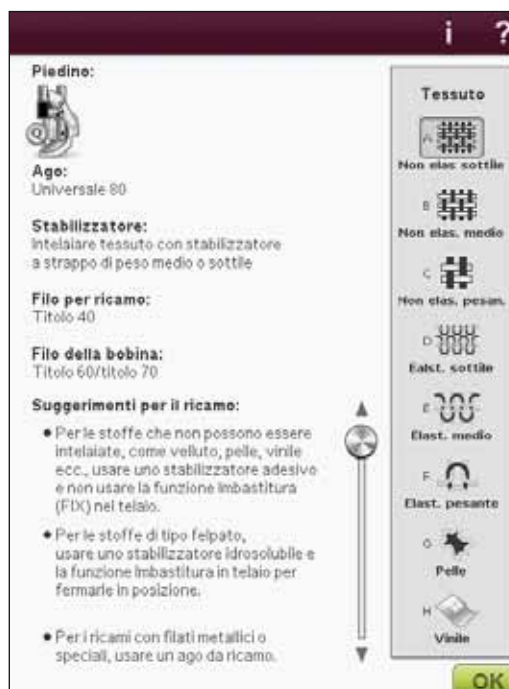 i ?
Piedino:
Ago:
Universale 80
Stabilizzatore:
Intelaiare tessuto con stabilizzatore
a strappo di peso medio o sottile
Filo per ricamo:
Titolo 40
Filo della bobina:
Titolo 60/titolo 70
Suggerimenti per il ricamo:
• Per le stoffe che non possono essere
intelaiate, come velluto, pelle, vinile
ecc., usare uno stabilizzatore adesivo
e non usare la funzione Imbastitura
(FIX) nel telaio.
• Per le stoffe di tipo felpato,
usare uno stabilizzatore idrosolubile e
la funzione Imbastitura in telaio per
fermarle in posizione.
• Per i ricami con filati metallici o
speciali, usare un ago da ricamo.
Tessuto
A
Non elas sottile
B
Non elas. medio
C
Non elas. pesan.
D
Ealst. sottile
E
Elast. medio
F
Elast. pesante
G
Pelle
H
Vinile
OK